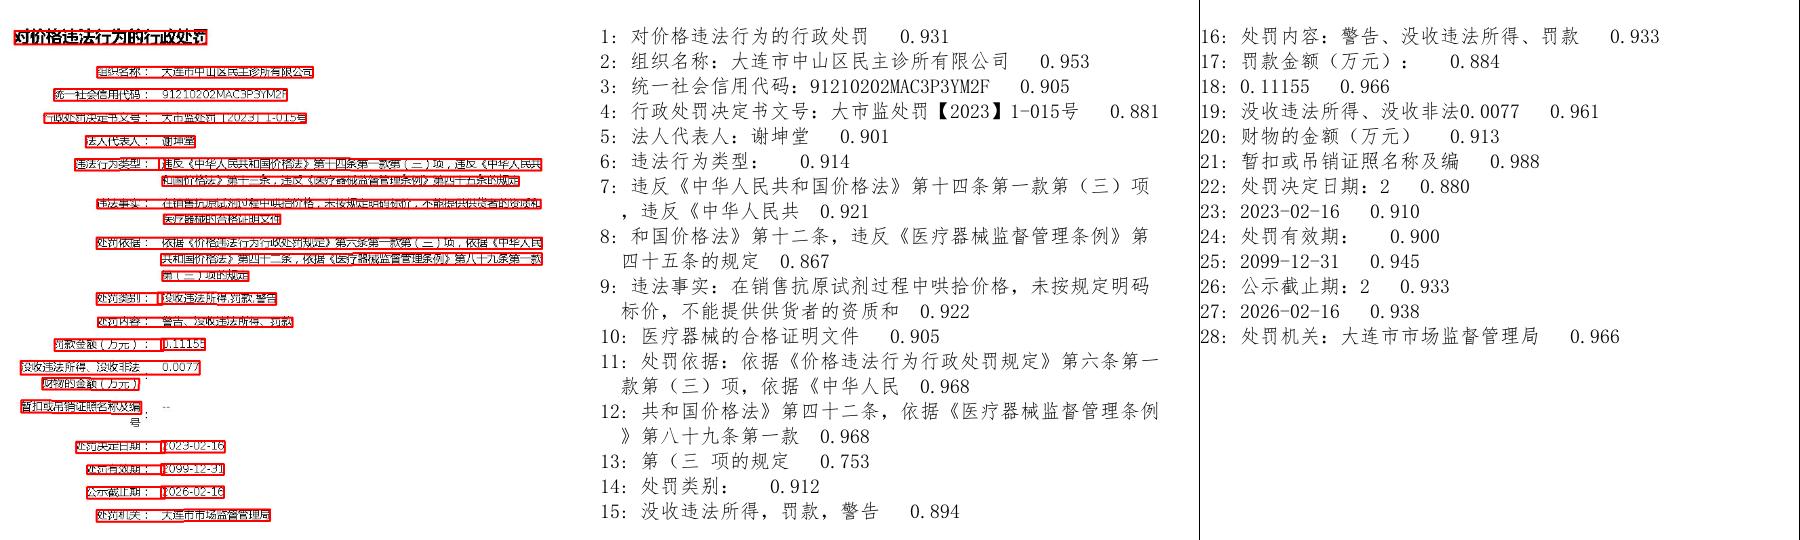 对价格违法行为的行政处罚
组织名称： 大连市中山区民主诊所有限公司
统一社会信用代码： 91210202MAC3P3YM2F
行政处罚决定书文号： 大市监处罚【2023】1-015号
法人代表人： 谢坤堂
违法行为类型： 违反《中华人民共和国价格法》第十四条第一款第（三）项，违反《中华人民共
和国价格法》第十三条，违反《医疗器械监督管理条例》第四十五条的规定
违法事实： 在销售抗原试剂过程中哄抬价格，未按规定明码标价，不能提供供货者的资质和
医疗器械的合格证明文件
处罚依据： 依据《价格违法行为行政处罚规定》第六条第一款第（三）项，依据《中华人民
共和国价格法》第四十二条，依据《医疗器械监督管理条例》第八十九条第一款
第（三）项的规定
处罚类别： 没收违法所得,罚款,警告
处罚内容： 警告、没收违法所得、罚款
罚款金额（万元）： 0.11155
没收违法所得、没收非法 0.0077
财物的金额（万元） ：
暂扣或吊销证照名称及编 --
号 ：
处罚决定日期： 2023-02-16
处罚有效期： 2099-12-31
公示截止期： 2026-02-16
处罚机关： 大连市市场监督管理局
1: 对价格违法行为的行政处罚 0.931
2: 组织名称: 大连市中山区民主诊所有限公司 0.953
3: 统一社会信用代码: 91210202MAC3P3YM2F 0.905
4: 行政处罚决定书文号: 大市监处罚【2023】1-015号 0.881
5: 法人代表人: 谢坤堂 0.901
6: 违法行为类型: 0.914
7: 违反《中华人民共和国价格法》第十四条第一款第（三）项
，违反《中华人民共 0.921
8: 和国价格法》第十二条，违反《医疗器械监督管理条例》第
四十五条的规定 0.867
9: 违法事实: 在销售抗原试剂过程中哄拾价格，未按规定明码
标价，不能提供供货者的资质和 0.922
10: 医疗器械的合格证明文件 0.905
11: 处罚依据: 依据《价格违法行为行政处罚规定》第六条第一
款第（三）项，依据《中华人民 0.968
12: 共和国价格法》第四十二条，依据《医疗器械监督管理条例
》第八十九条第一款 0.968
13: 第（三 项的规定 0.753
14: 处罚类别: 0.912
15: 没收违法所得, 罚款, 警告 0.894
16: 处罚内容: 警告、没收违法所得、罚款 0.933
17: 罚款金额（万元）: 0.884
18: 0.11155 0.966
19: 没收违法所得、没收非法0.0077 0.961
20: 财物的金额（万元） 0.913
21: 暂扣或吊销证照名称及编 0.988
22: 处罚决定日期: 2 0.880
23: 2023-02-16 0.910
24: 处罚有效期: 0.900
25: 2099-12-31 0.945
26: 公示截止期: 2 0.933
27: 2026-02-16 0.938
28: 处罚机关: 大连市市场监督管理局 0.966